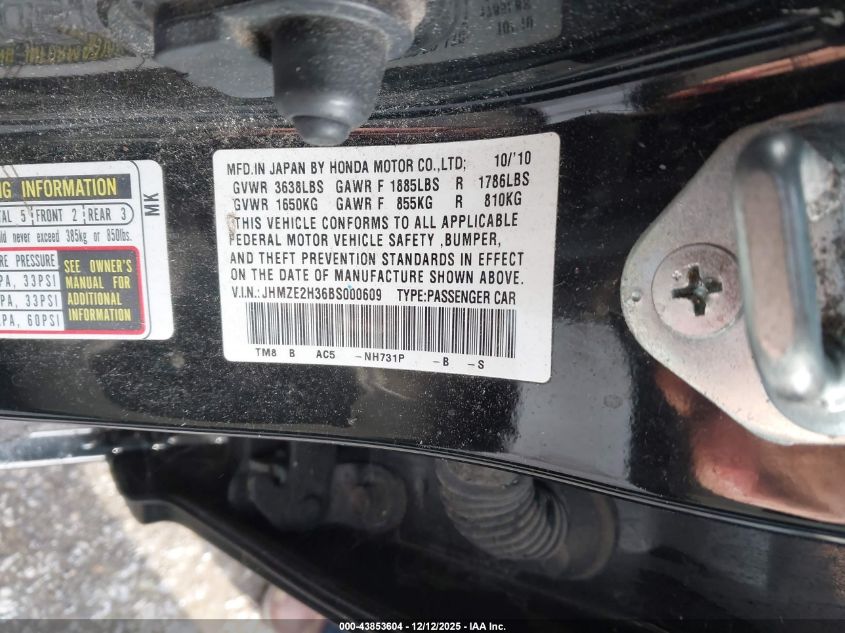 MFD.IN JAPAN BY HONDA MOTOR CO.,LTD; 10/'10
GVWR 3638LBS GAWR F 1885LBS R 1786LBS
GVWR 1650KG GAWR F 855KG R 810KG
THIS VEHICLE CONFORMS TO ALL APPLICABLE
FEDERAL MOTOR VEHICLE SAFETY ,BUMPER,
AND THEFT PREVENTION STANDARDS IN EFFECT
ON THE DATE OF MANUFACTURE SHOWN ABOVE.
V.I.N.: JHMZE2H36BS000609 TYPE:PASSENGER CAR
TM8 B AC5 -NH731P -B -S
INFORMATION
5 FRONT 2 REAR 3
never exceed 385kg or 850lbs.
MK
PRESSURE
33PSI
33PSI
60PSI
SEE OWNER'S
MANUAL FOR
ADDITIONAL
INFORMATION
000-43853604 - 12/12/2025 - IAA Inc.